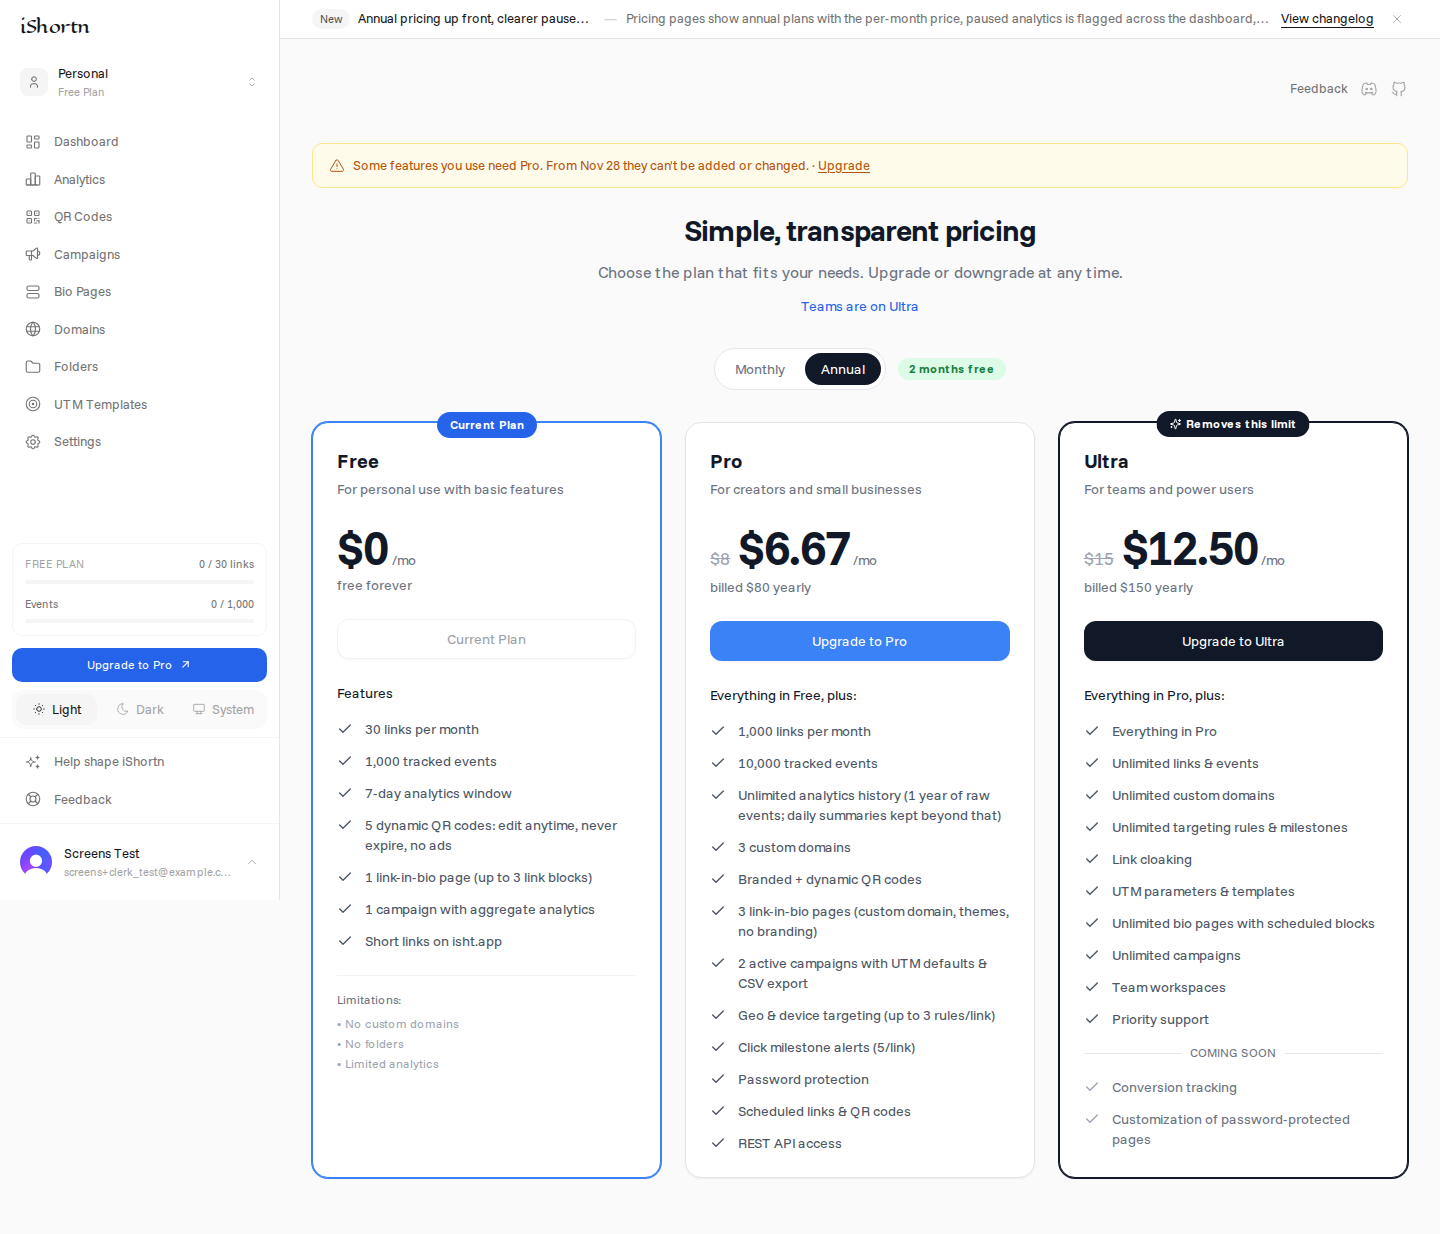 iShortn
Personal
Free Plan
Dashboard
Analytics
QR Codes
Campaigns
Bio Pages
Domains
Folders
UTM Templates
Settings
FREE PLAN 0 / 30 links
Events 0 / 1,000
Upgrade to Pro
Light Dark System
Help shape iShortn
Feedback
Screens Test
screens+clerk_test@example.c...
New Annual pricing up front, clearer pause... — Pricing pages show annual plans with the per-month price, paused analytics is flagged across the dashboard,... View changelog
Feedback
Some features you use need Pro. From Nov 28 they can't be added or changed. · Upgrade
Simple, transparent pricing
Choose the plan that fits your needs. Upgrade or downgrade at any time.
Teams are on Ultra
Monthly Annual 2 months free
Current Plan
Free
For personal use with basic features
$0 /mo
free forever
Current Plan
Features
30 links per month
1,000 tracked events
7-day analytics window
5 dynamic QR codes: edit anytime, never
expire, no ads
1 link-in-bio page (up to 3 link blocks)
1 campaign with aggregate analytics
Short links on isht.app
Limitations:
• No custom domains
• No folders
• Limited analytics
Pro
For creators and small businesses
$8 $6.67 /mo
billed $80 yearly
Upgrade to Pro
Everything in Free, plus:
1,000 links per month
10,000 tracked events
Unlimited analytics history (1 year of raw
events; daily summaries kept beyond that)
3 custom domains
Branded + dynamic QR codes
3 link-in-bio pages (custom domain, themes,
no branding)
2 active campaigns with UTM defaults &
CSV export
Geo & device targeting (up to 3 rules/link)
Click milestone alerts (5/link)
Password protection
Scheduled links & QR codes
REST API access
Removes this limit
Ultra
For teams and power users
$15 $12.50 /mo
billed $150 yearly
Upgrade to Ultra
Everything in Pro, plus:
Everything in Pro
Unlimited links & events
Unlimited custom domains
Unlimited targeting rules & milestones
Link cloaking
UTM parameters & templates
Unlimited bio pages with scheduled blocks
Unlimited campaigns
Team workspaces
Priority support
COMING SOON
Conversion tracking
Customization of password-protected
pages